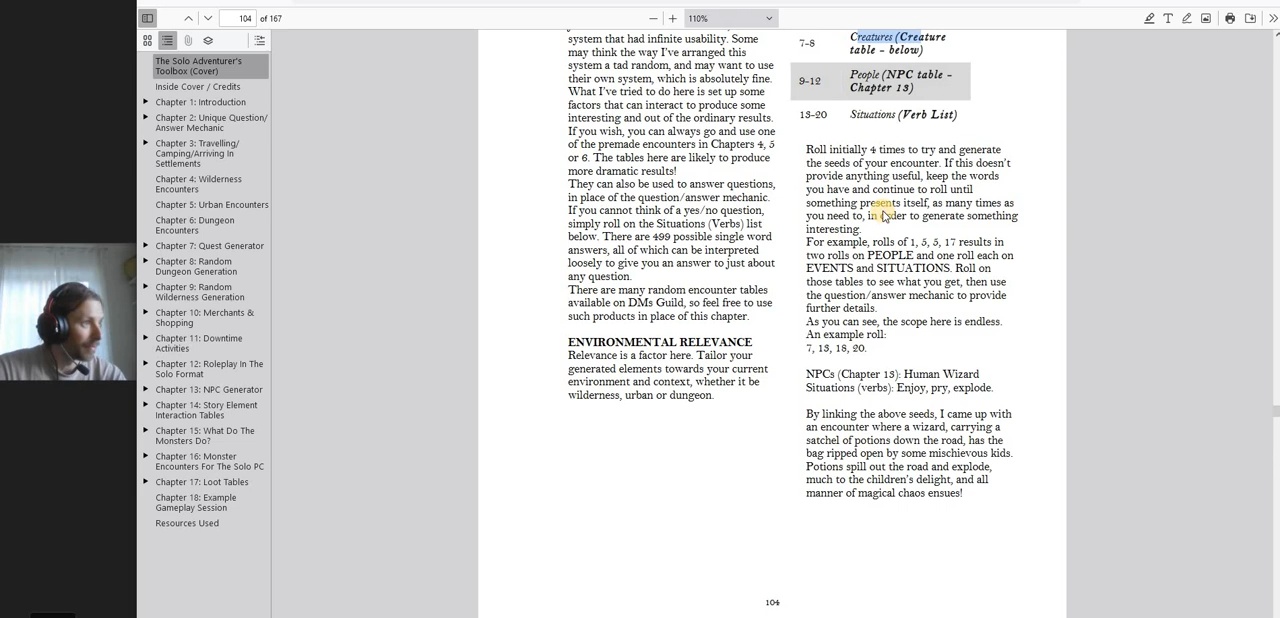 104
of 167
110%
The Solo Adventurer's
Toolbox (Cover)
Inside Cover / Credits
Chapter 1: Introduction
Chapter 2: Unique Question/
Answer Mechanic
Chapter 3: Travelling/
Camping/Arriving In
Settlements
Chapter 4: Wilderness
Encounters
Chapter 5: Urban Encounters
Chapter 6: Dungeon
Encounters
Chapter 7: Quest Generator
Chapter 8: Random
Dungeon Generation
Chapter 9: Random
Wilderness Generation
Chapter 10: Merchants &
Shopping
Chapter 11: Downtime
Activities
Chapter 12: Roleplay In The
Solo Format
Chapter 13: NPC Generator
Chapter 14: Story Element
Interaction Tables
Chapter 15: What Do The
Monsters Do?
Chapter 16: Monster
Encounters For The Solo PC
Chapter 17: Loot Tables
Chapter 18: Example
Gameplay Session
Resources Used
system that had infinite usability. Some
may think the way I've arranged this
system a tad random, and may want to use
their own system, which is absolutely fine.
What I've tried to do here is set up some
factors that can interact to produce some
interesting and out of the ordinary results.
If you wish, you can always go and use one
of the premade encounters in Chapters 4, 5
or 6. The tables here are likely to produce
more dramatic results!
They can also be used to answer questions,
in place of the question/answer mechanic.
If you cannot think of a yes/no question,
simply roll on the Situations (Verbs) list
below. There are 499 possible single word
answers, all of which can be interpreted
loosely to give you an answer to just about
any question.
There are many random encounter tables
available on DMs Guild, so feel free to use
such products in place of this chapter.
ENVIRONMENTAL RELEVANCE
Relevance is a factor here. Tailor your
generated elements towards your current
environment and context, whether it be
wilderness, urban or dungeon.
7-8 Creatures (Creature
table - below)
9-12 People (NPC table -
Chapter 13)
13-20 Situations (Verb List)
Roll initially 4 times to try and generate
the seeds of your encounter. If this doesn't
provide anything useful, keep the words
you have and continue to roll until
something presents itself, as many times as
you need to, in order to generate something
interesting.
For example, rolls of 1, 5, 5, 17 results in
two rolls on PEOPLE and one roll each on
EVENTS and SITUATIONS. Roll on
those tables to see what you get, then use
the question/answer mechanic to provide
further details.
As you can see, the scope here is endless.
An example roll:
7, 13, 18, 20.
NPCs (Chapter 13): Human Wizard
Situations (verbs): Enjoy, pry, explode.
By linking the above seeds, I came up with
an encounter where a wizard, carrying a
satchel of potions down the road, has the
bag ripped open by some mischievous kids.
Potions spill out the road and explode,
much to the children's delight, and all
manner of magical chaos ensues!
104